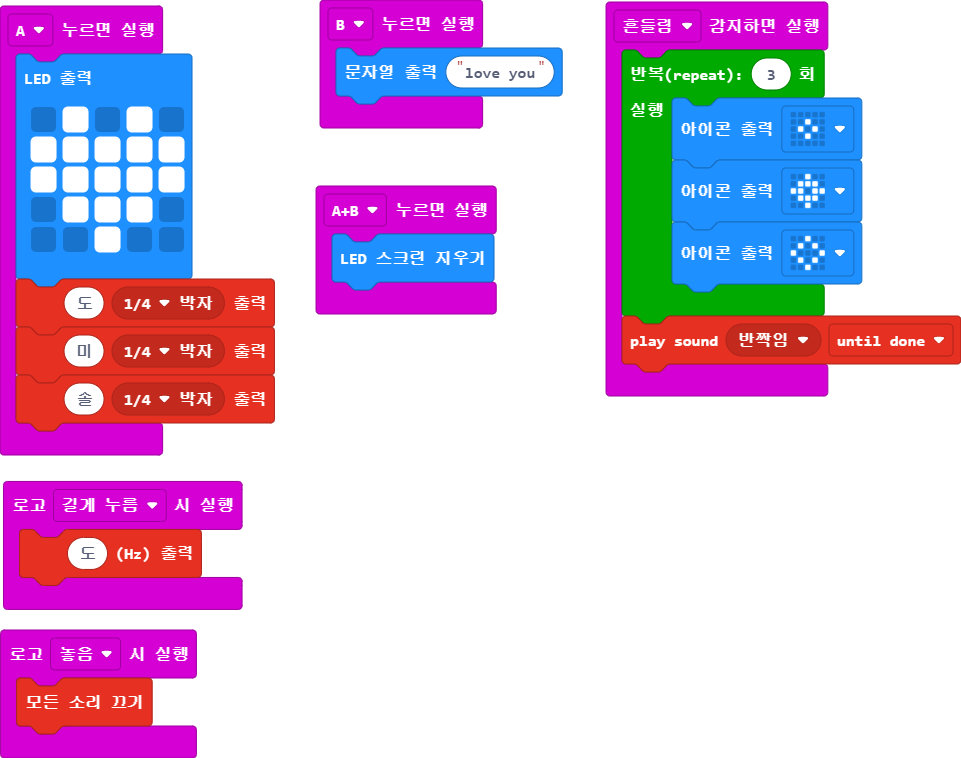 A 누르면 실행
LED 출력
도 1/4 박자 출력
미 1/4 박자 출력
솔 1/4 박자 출력
B 누르면 실행
문자열 출력 "love you"
A+B 누르면 실행
LED 스크린 지우기
흔들림 감지하면 실행
반복(repeat): 3 회
실행
아이콘 출력
아이콘 출력
아이콘 출력
play sound 반짝임 until done
로고 길게 누름 시 실행
도 (Hz) 출력
로고 놓음 시 실행
모든 소리 끄기